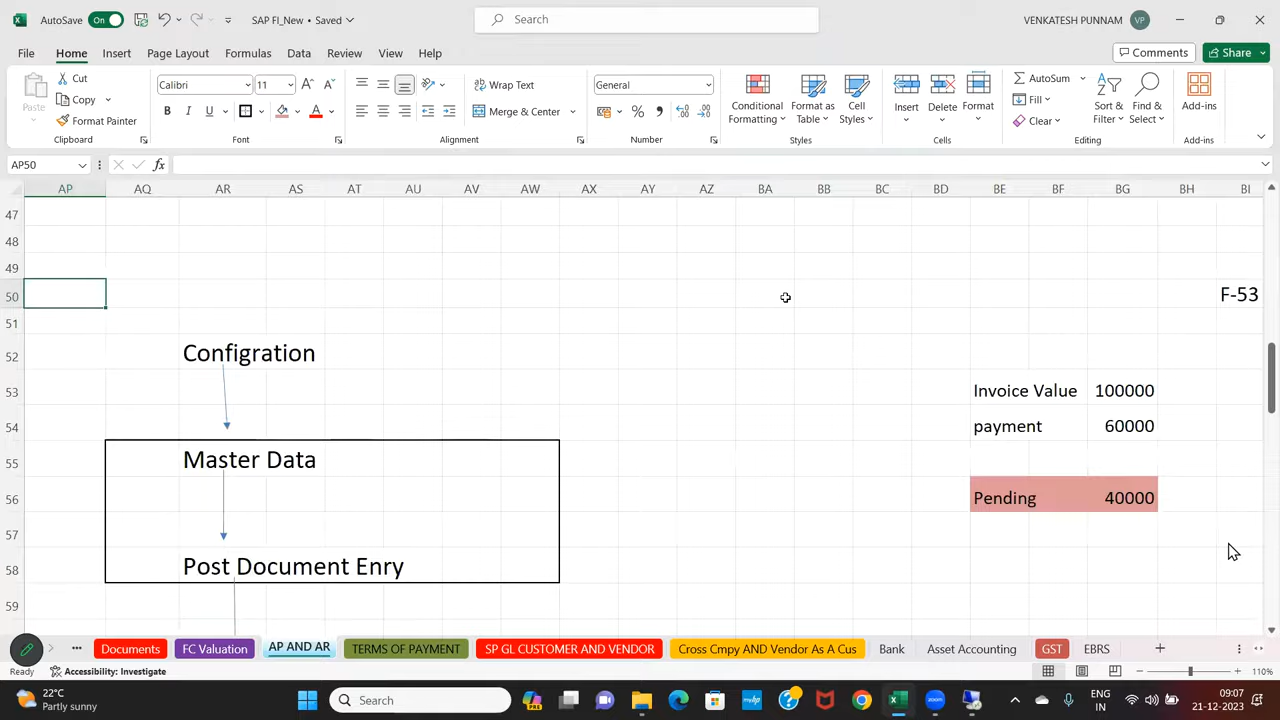 AutoSave On SAP FI_New • Saved Search VENKATESH PUNNAM VP
File Home Insert Page Layout Formulas Data Review View Help Comments Share
Cut
Copy
Format Painter
Paste
Clipboard
Calibri 11
B I U
Font
Wrap Text
Merge & Center
Alignment
General
Number
Conditional Formatting
Format as Table
Cell Styles
Styles
Insert
Delete
Format
Cells
AutoSum
Fill
Clear
Sort & Filter
Find & Select
Editing
Add-ins
Add-ins
AP50 fx
AP AQ AR AS AT AU AV AW AX AY AZ BA BB BC BD BE BF BG BH BI
47
48
49
50 F-53
51
52 Configration
53 Invoice Value 100000
54 payment 60000
55 Master Data
56 Pending 40000
57
58 Post Document Enry
59
Documents FC Valuation AP AND AR TERMS OF PAYMENT SP GL CUSTOMER AND VENDOR Cross Cmpy AND Vendor As A Cus Bank Asset Accounting GST EBRS
Ready Accessibility: Investigate 110%
22°C
Partly sunny
Search
ENG
IN
09:07
21-12-2023